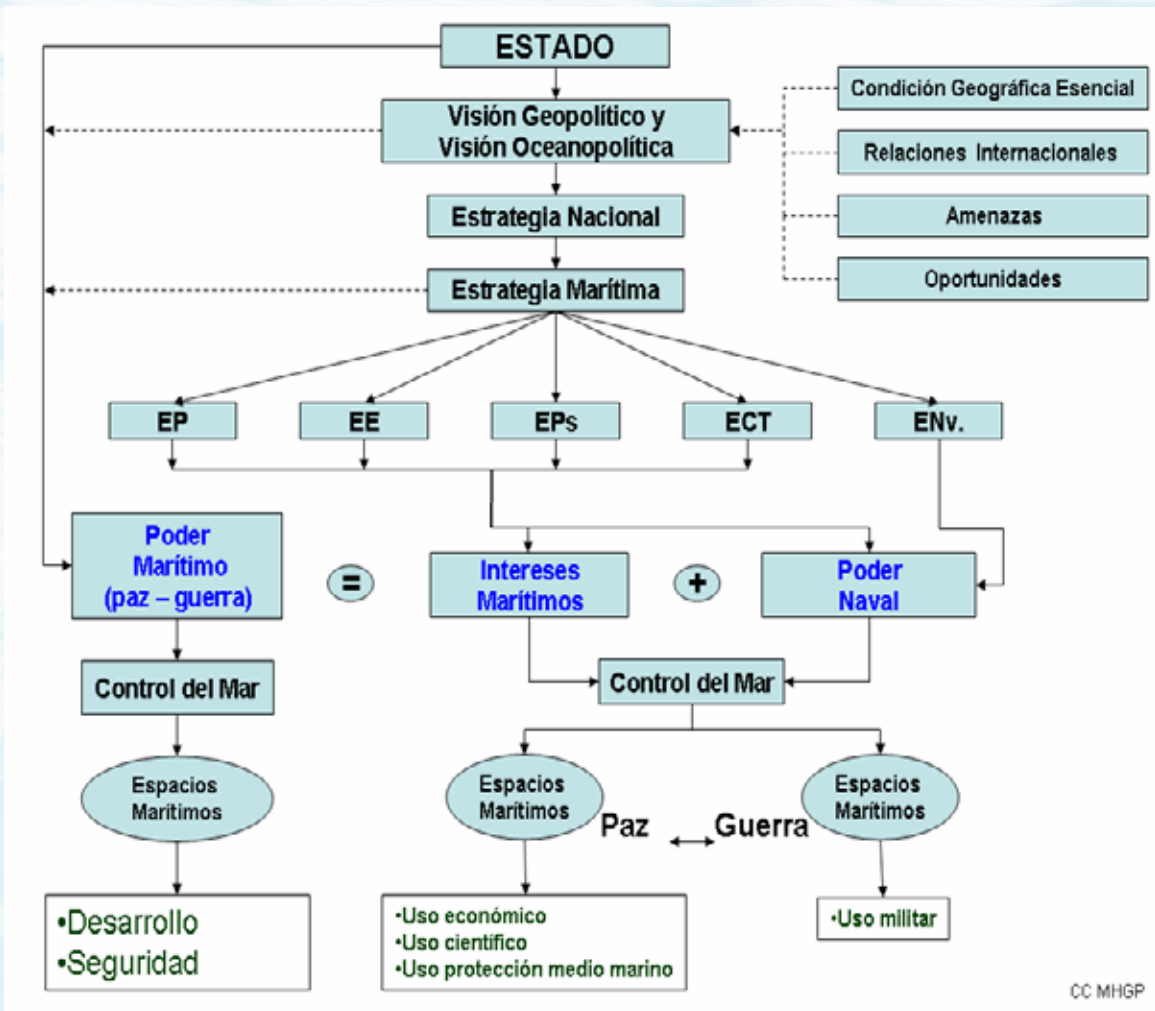 ESTADO
Condición Geográfica Esencial
Visión Geopolítico y
Visión Oceanopolítica
Relaciones Internacionales
Amenazas
Estrategia Nacional
Oportunidades
Estrategia Marítima
EP
EE
EPs
ECT
ENv.
Poder
Marítimo
(paz – guerra)
=
Intereses
Marítimos
+
Poder
Naval
Control del Mar
Control del Mar
Espacios
Marítimos
Espacios
Marítimos
Paz
Guerra
Espacios
Marítimos
•Desarrollo
•Seguridad
•Uso económico
•Uso científico
•Uso protección medio marino
•Uso militar
CC MHGP